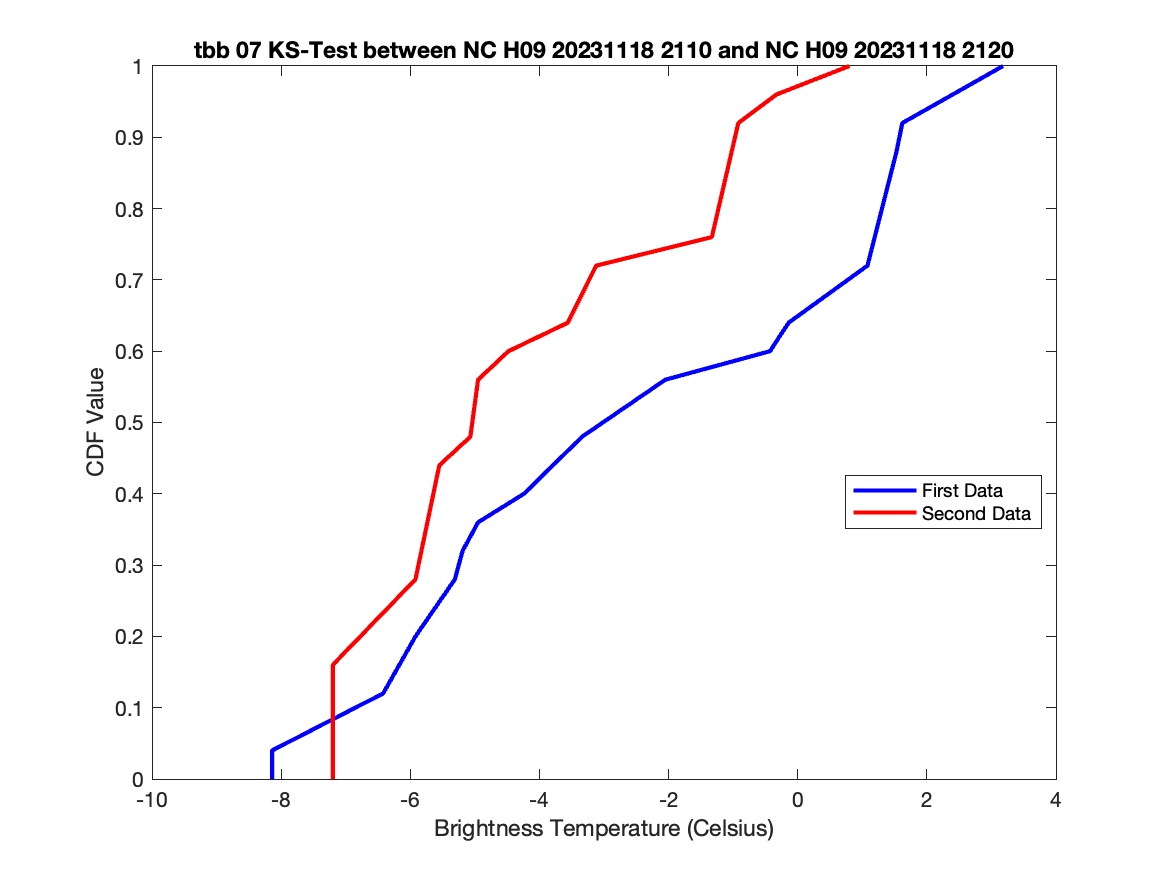 tbb 07 KS-Test between NC H09 20231118 2110 and NC H09 20231118 2120
1
0.9
0.8
0.7
0.6
0.5
0.4
0.3
0.2
0.1
0
CDF Value
First Data
Second Data
-10 -8 -6 -4 -2 0 2 4
Brightness Temperature (Celsius)